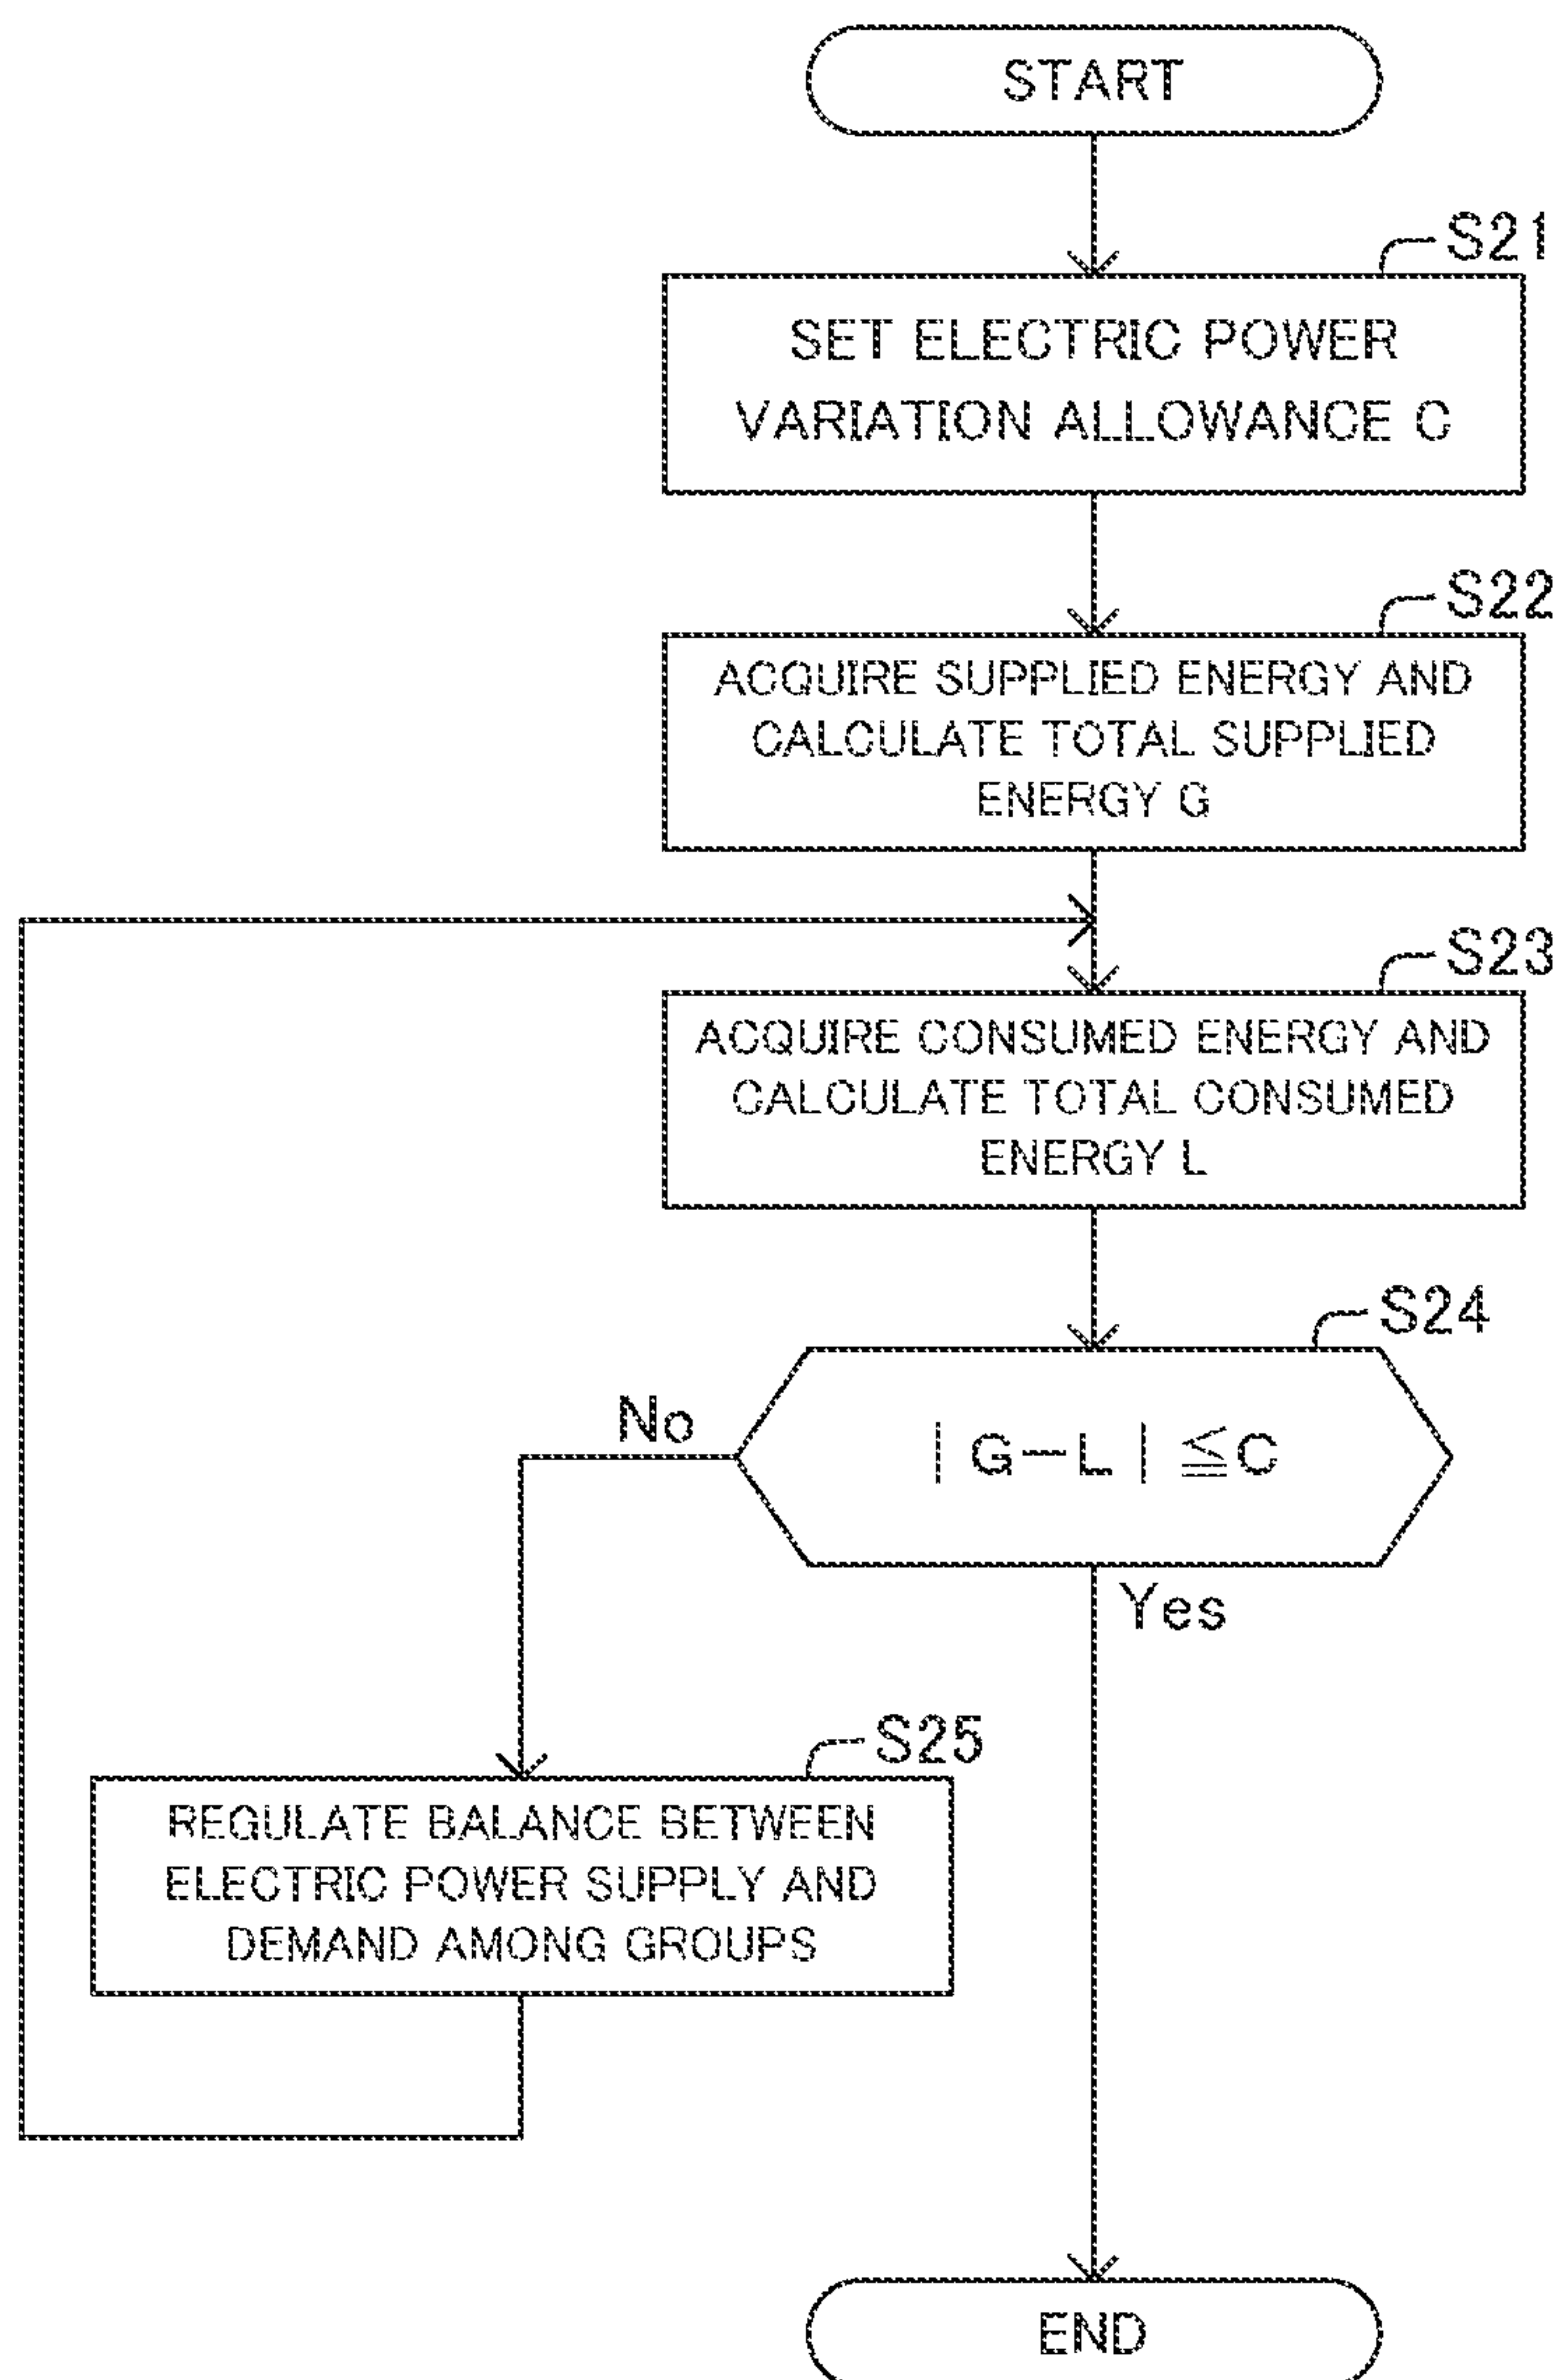 START
S21
SET ELECTRIC POWER
VARIATION ALLOWANCE C
S22
ACQUIRE SUPPLIED ENERGY AND
CALCULATE TOTAL SUPPLIED
ENERGY G
S23
ACQUIRE CONSUMED ENERGY AND
CALCULATE TOTAL CONSUMED
ENERGY L
S24
No
| G-L | ≦C
Yes
S25
REGULATE BALANCE BETWEEN
ELECTRIC POWER SUPPLY AND
DEMAND AMONG GROUPS
END